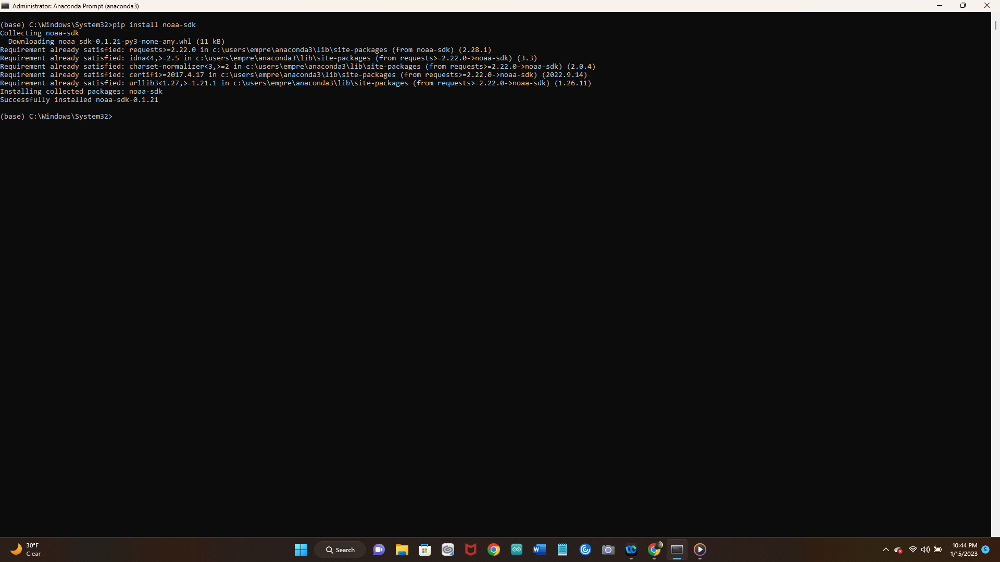 Administrator: Anaconda Prompt (anaconda3)
(base) C:\Windows\System32>pip install noaa-sdk
Collecting noaa-sdk
  Downloading noaa_sdk-0.1.21-py3-none-any.whl (11 kB)
Requirement already satisfied: requests>=2.22.0 in c:\users\empre\anaconda3\lib\site-packages (from noaa-sdk) (2.28.1)
Requirement already satisfied: idna<4,>=2.5 in c:\users\empre\anaconda3\lib\site-packages (from requests>=2.22.0->noaa-sdk) (3.3)
Requirement already satisfied: charset-normalizer<3,>=2 in c:\users\empre\anaconda3\lib\site-packages (from requests>=2.22.0->noaa-sdk) (2.0.4)
Requirement already satisfied: certifi>=2017.4.17 in c:\users\empre\anaconda3\lib\site-packages (from requests>=2.22.0->noaa-sdk) (2022.9.14)
Requirement already satisfied: urllib3<1.27,>=1.21.1 in c:\users\empre\anaconda3\lib\site-packages (from requests>=2.22.0->noaa-sdk) (1.26.11)
Installing collected packages: noaa-sdk
Successfully installed noaa-sdk-0.1.21
(base) C:\Windows\System32>
30°F
Clear
Search
W
10:44 PM
1/15/2023
5